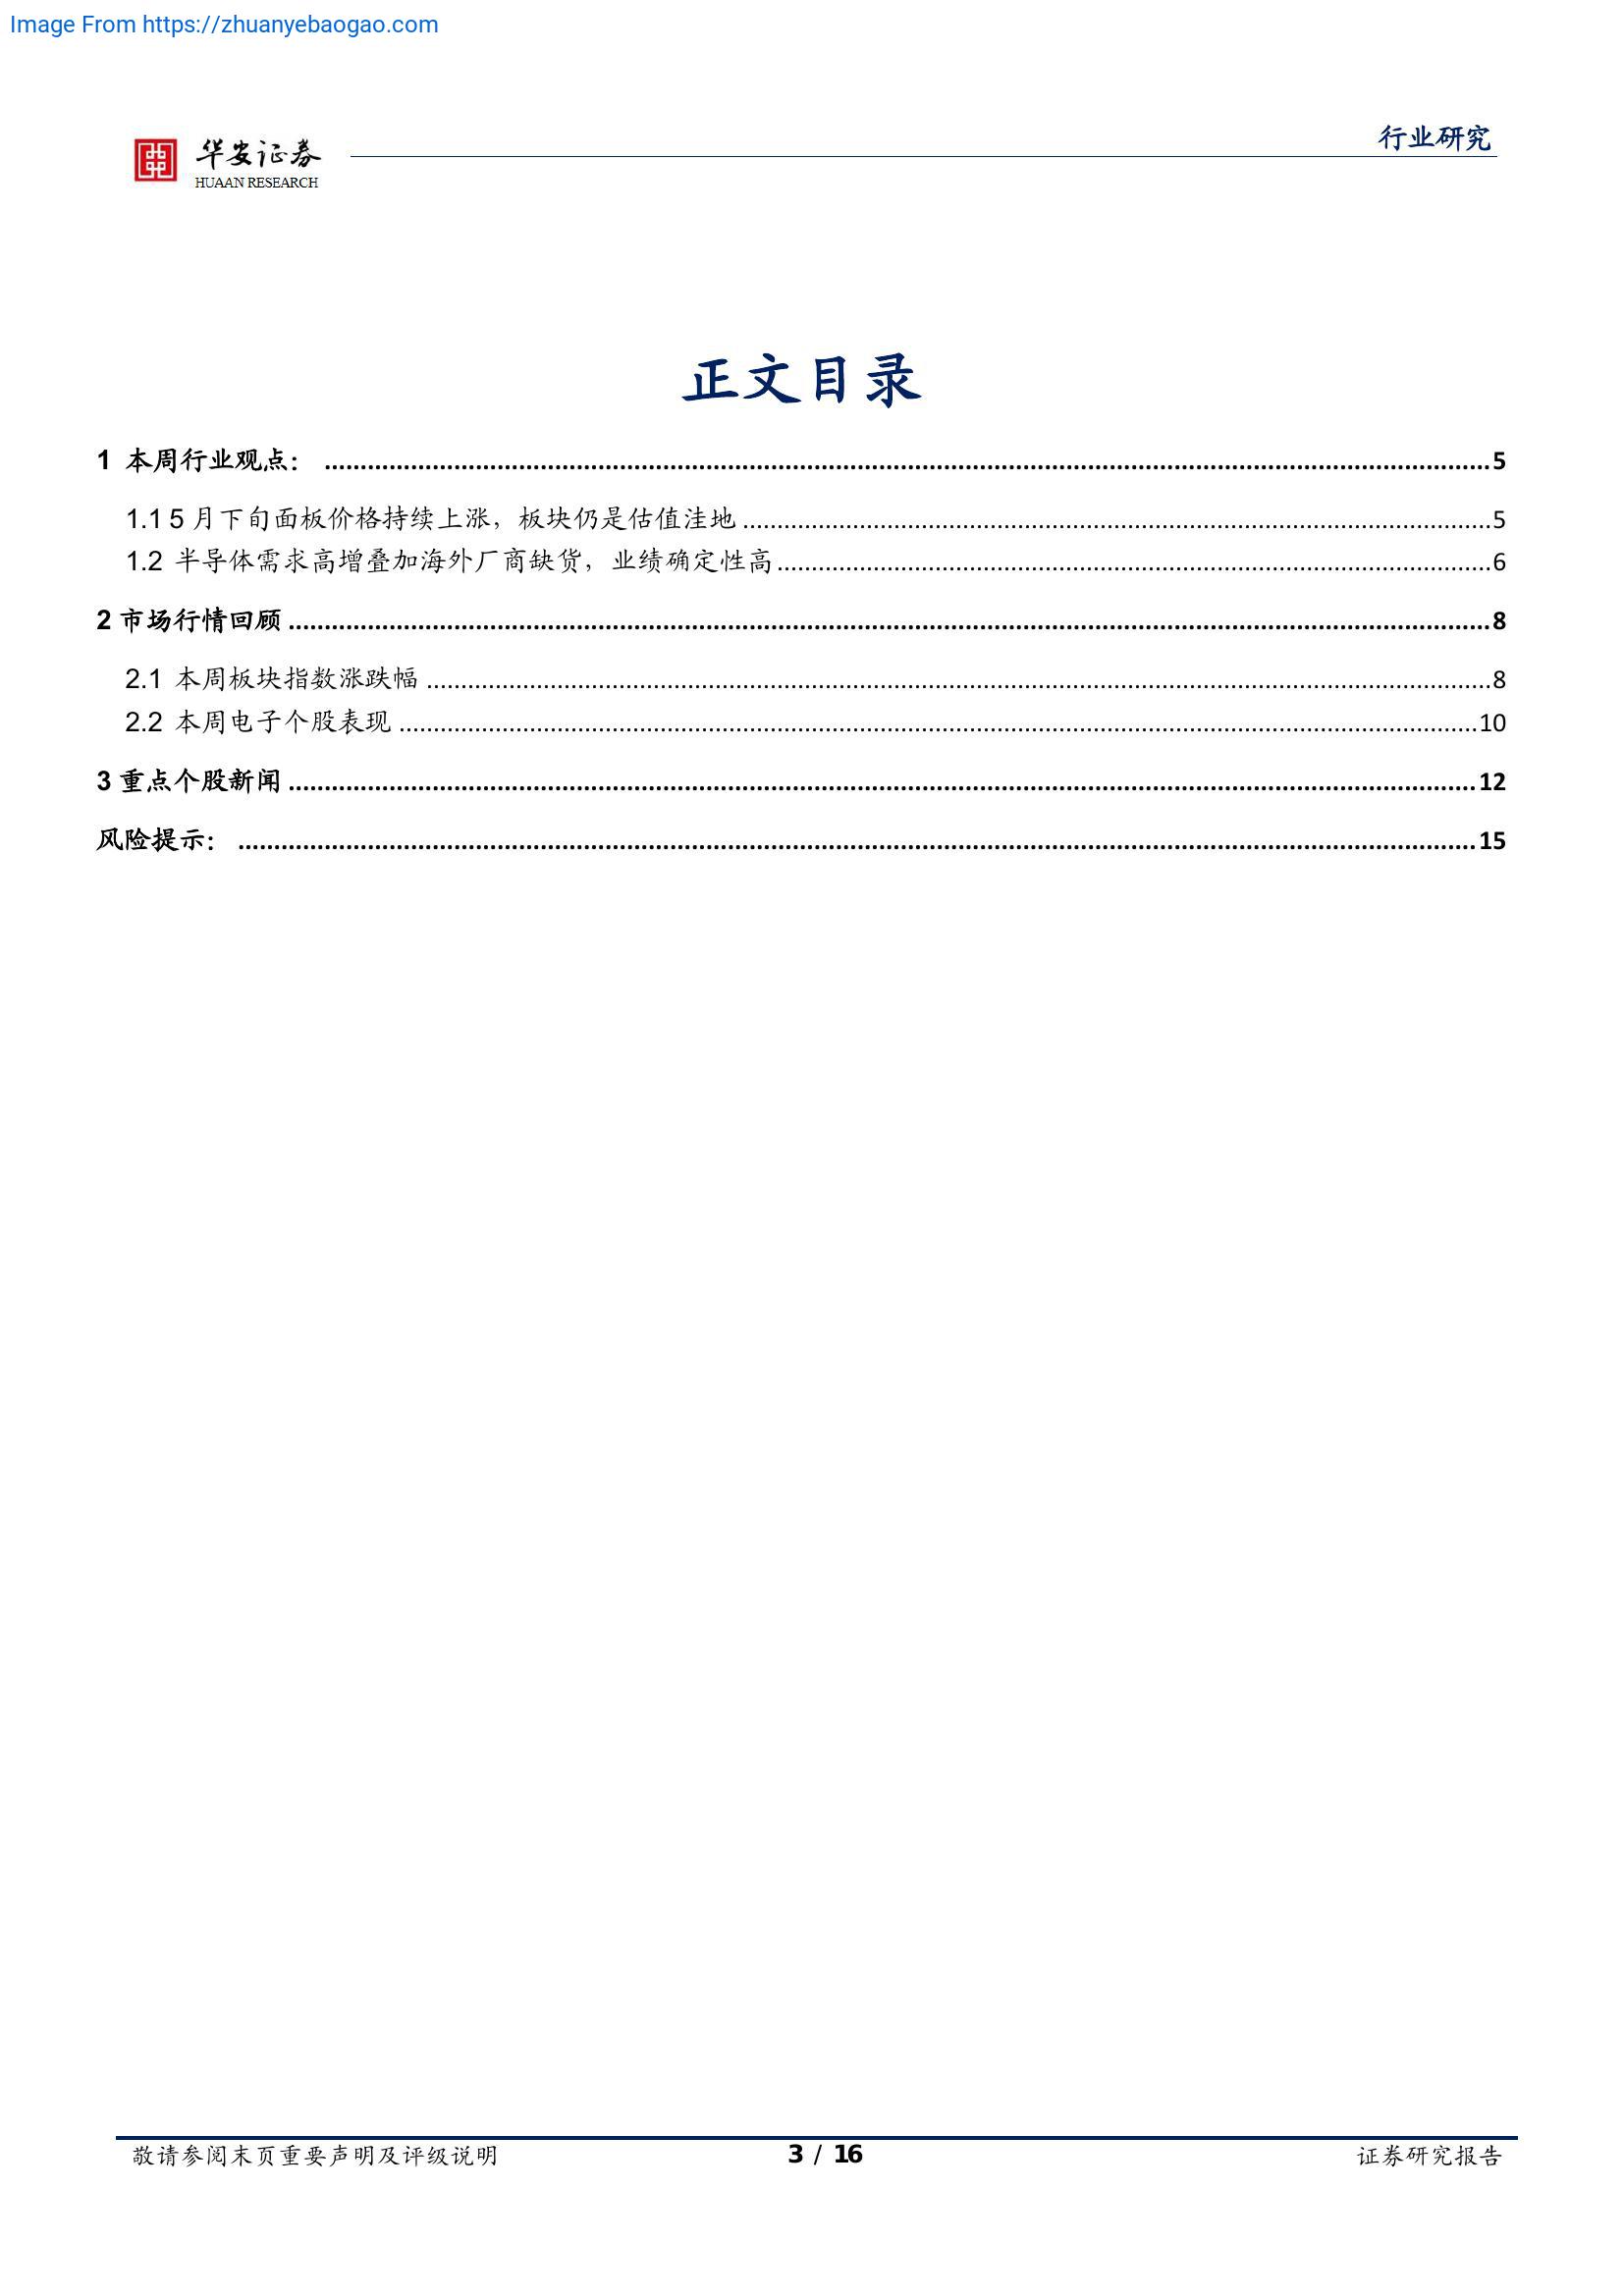 Image From https://zhuanyebaogao.com
行业研究
华安证券
HUAAN RESEARCH
正文目录
1 本周行业观点： .......... 5
1.1 5 月下旬面板价格持续上涨，板块仍是估值洼地 .......... 5
1.2 半导体需求高增叠加海外厂商缺货，业绩确定性高 .......... 6
2 市场行情回顾 .......... 8
2.1 本周板块指数涨跌幅 .......... 8
2.2 本周电子个股表现 .......... 10
3 重点个股新闻 .......... 12
风险提示： .......... 15
敬请参阅末页重要声明及评级说明
3 / 16
证券研究报告